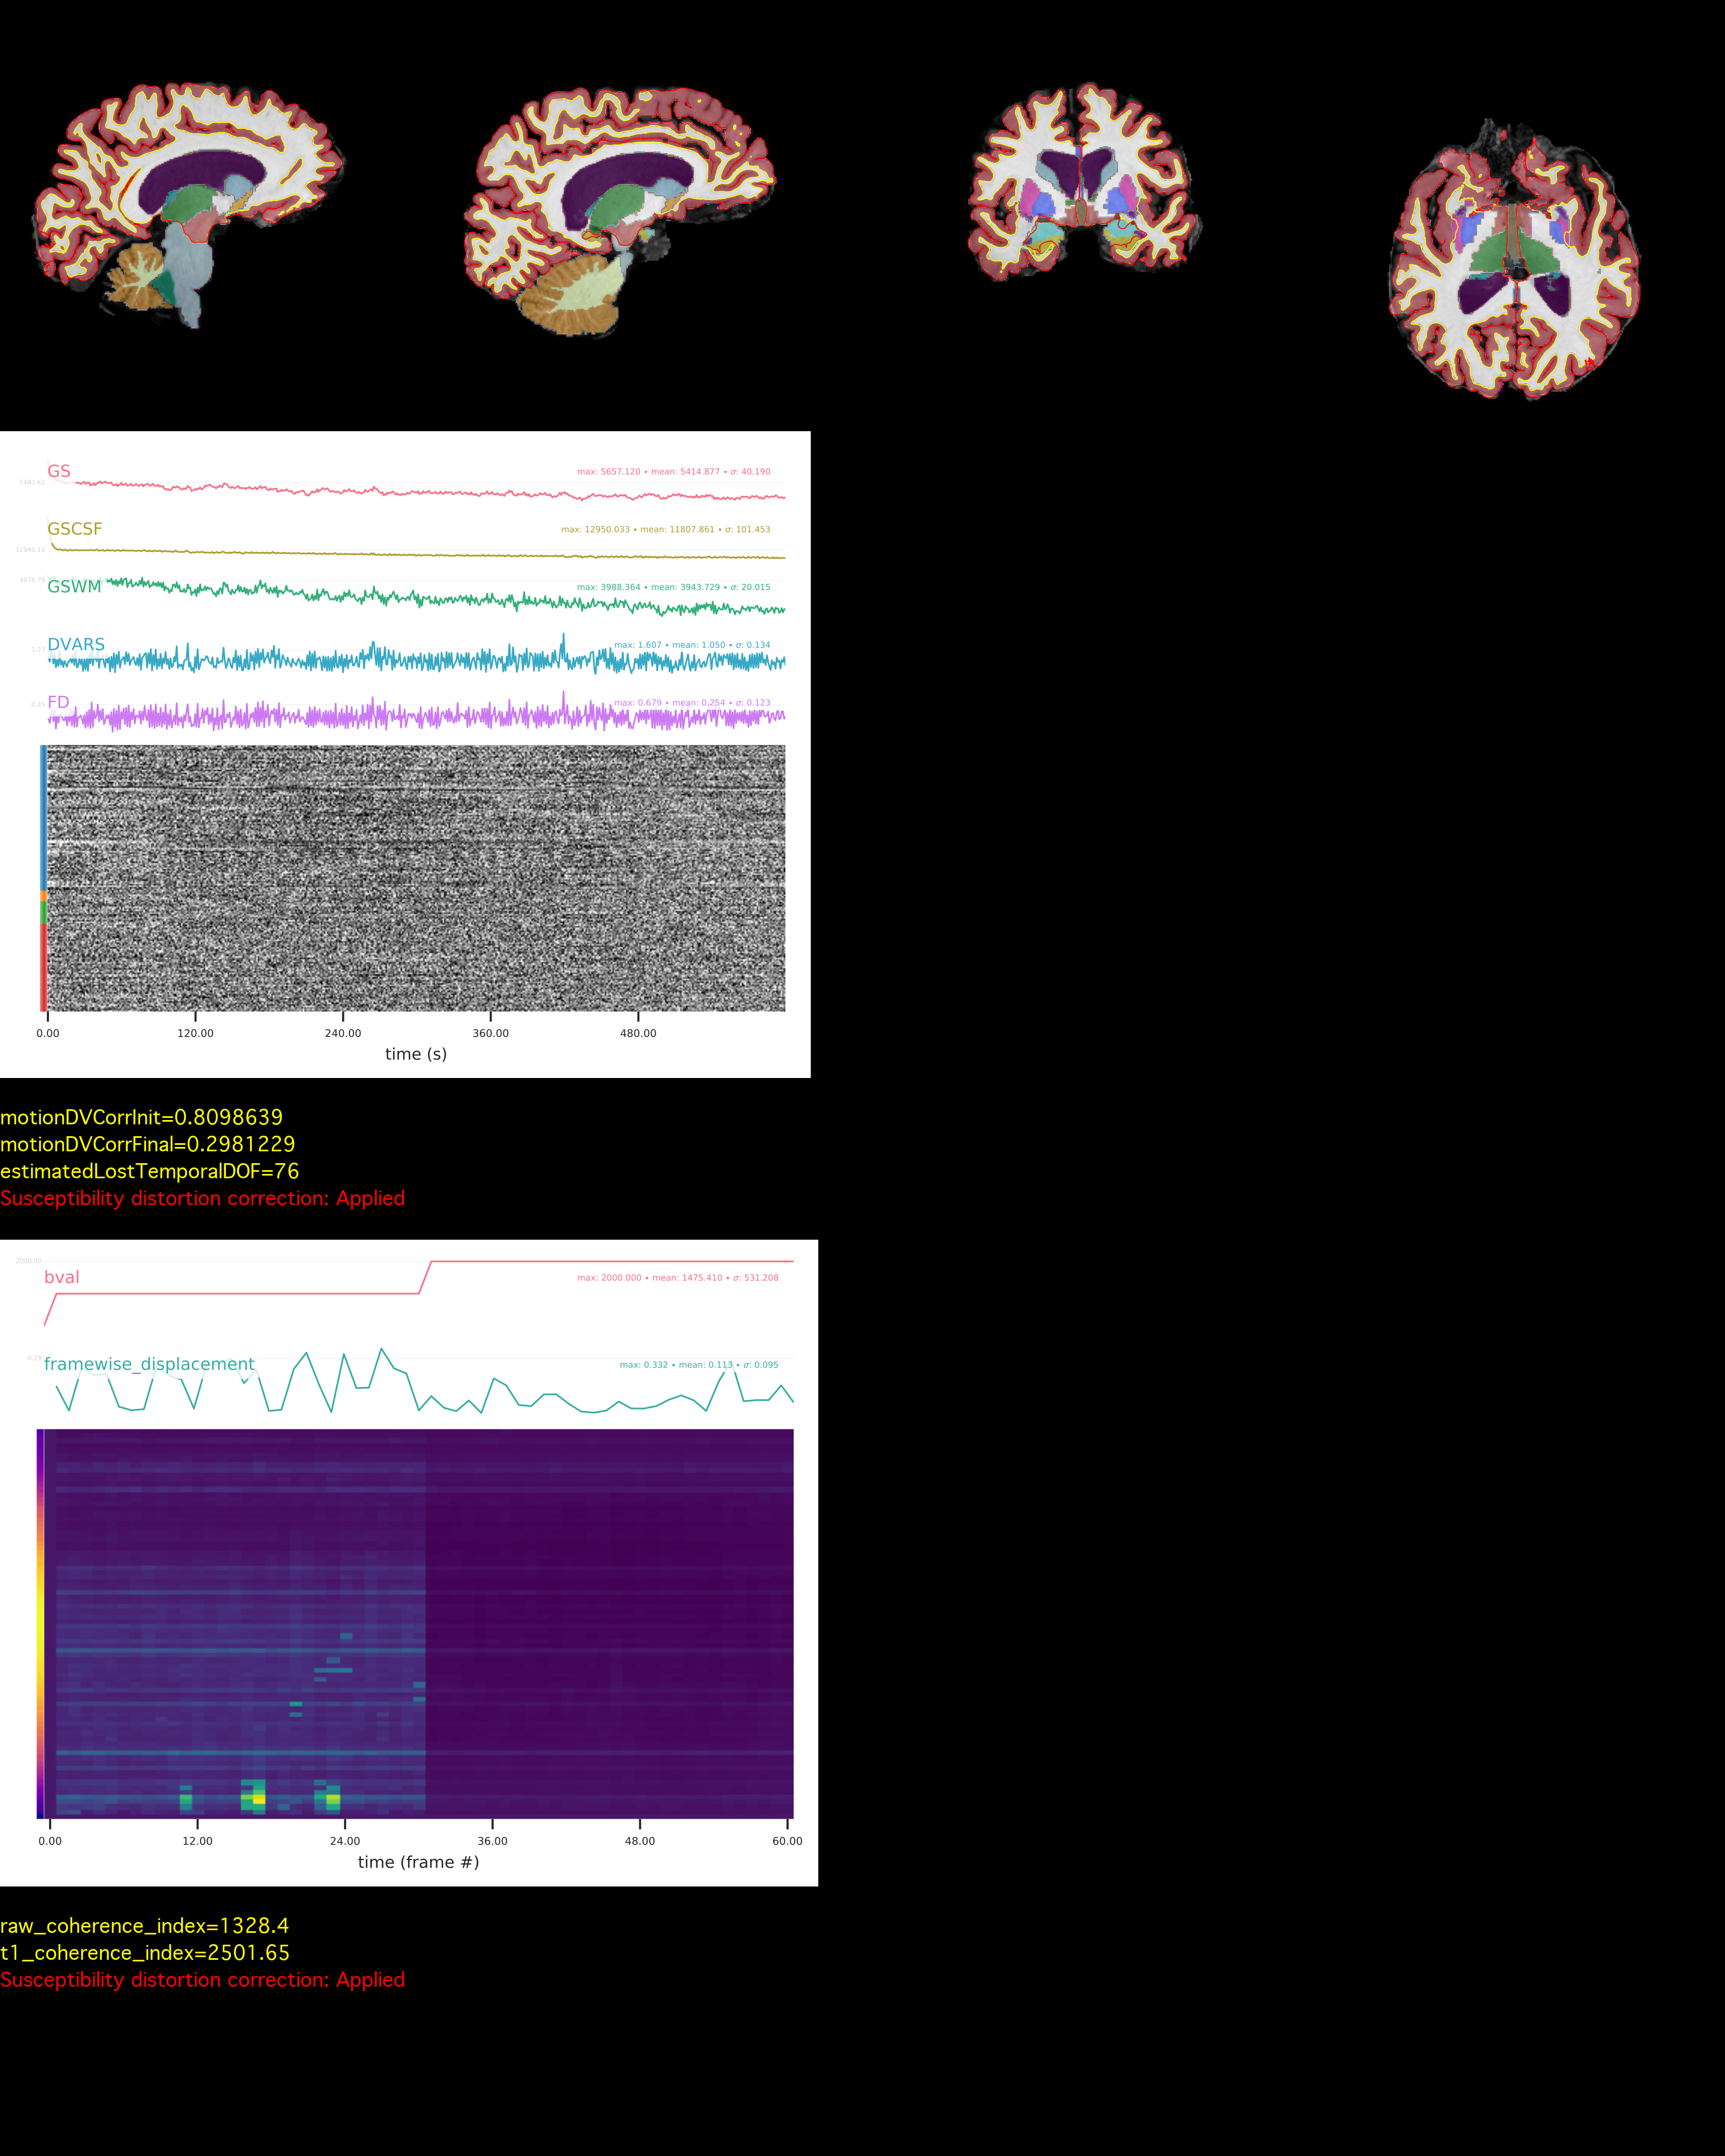 GS
max: 5657.120 • mean: 5414.877 • σ: 40.190
5483.62
GSCSF
max: 12950.033 • mean: 11807.861 • σ: 101.453
11940.11
3978.79
GSWM
max: 3988.364 • mean: 3943.729 • σ: 20.015
DVARS
max: 1.607 • mean: 1.050 • σ: 0.134
1.27
FD
max: 0.679 • mean: 0.254 • σ: 0.123
0.45
0.00 120.00 240.00 360.00 480.00
time (s)
motionDVCorrInit=0.8098639
motionDVCorrFinal=0.2981229
estimatedLostTemporalDOF=76
Susceptibility distortion correction: Applied
2000.00
bval
max: 2000.000 • mean: 1475.410 • σ: 531.208
0.29
framewise_displacement
max: 0.332 • mean: 0.113 • σ: 0.095
0.00 12.00 24.00 36.00 48.00 60.00
time (frame #)
raw_coherence_index=1328.4
t1_coherence_index=2501.65
Susceptibility distortion correction: Applied